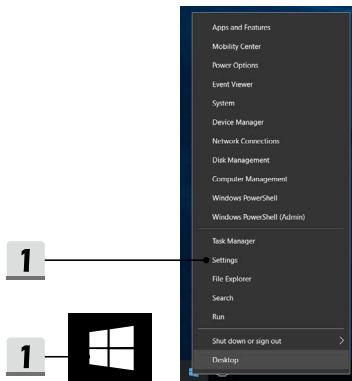 Apps and Features
Mobility Center
Power Options
Event Viewer
System
Device Manager
Network Connections
Disk Management
Computer Management
Windows PowerShell
Windows PowerShell (Admin)
Task Manager
1
Settings
File Explorer
Search
Run
Shut down or sign out
1
Desktop